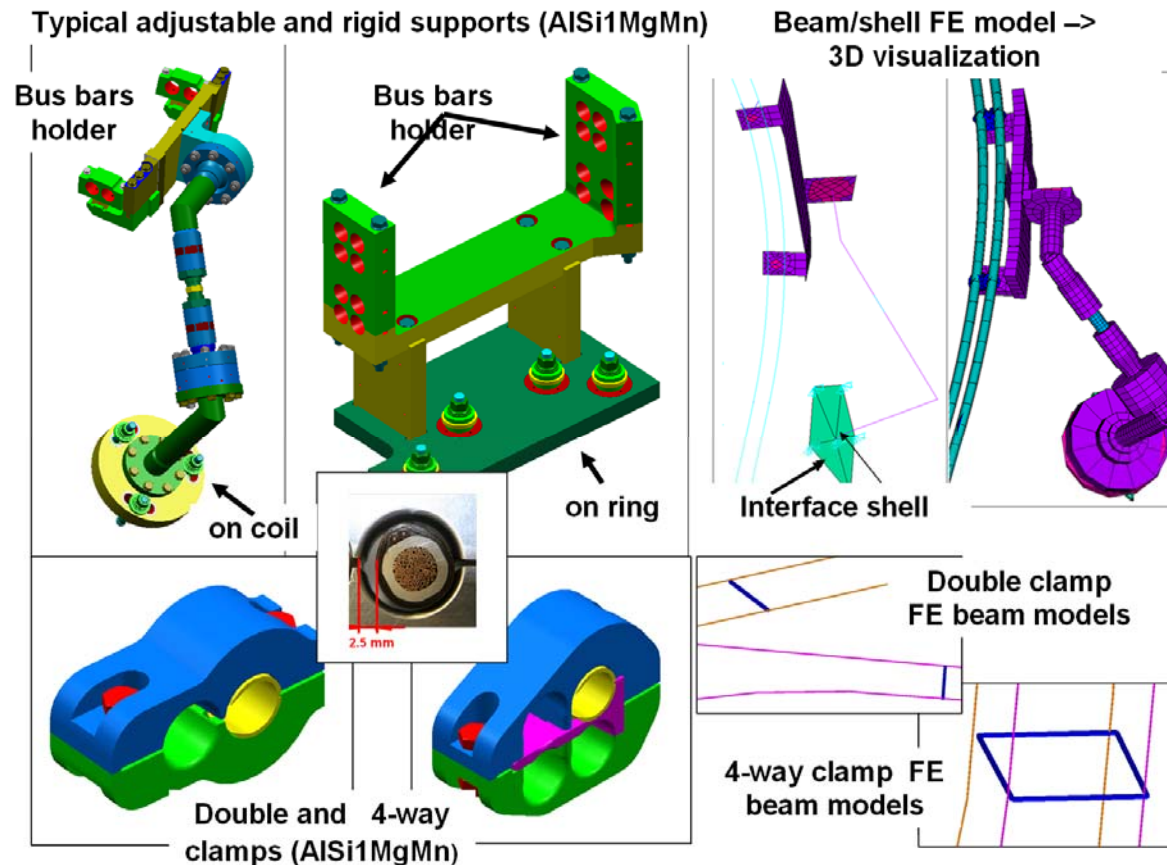 Typical adjustable and rigid supports (AlSi1MgMn)
Beam/shell FE model –>
3D visualization
Bus bars
holder
Bus bars
holder
on coil
on ring
Interface shell
2.5 mm
Double clamp
FE beam models
4-way clamp FE
beam models
Double and 4-way
clamps (AlSi1MgMn)